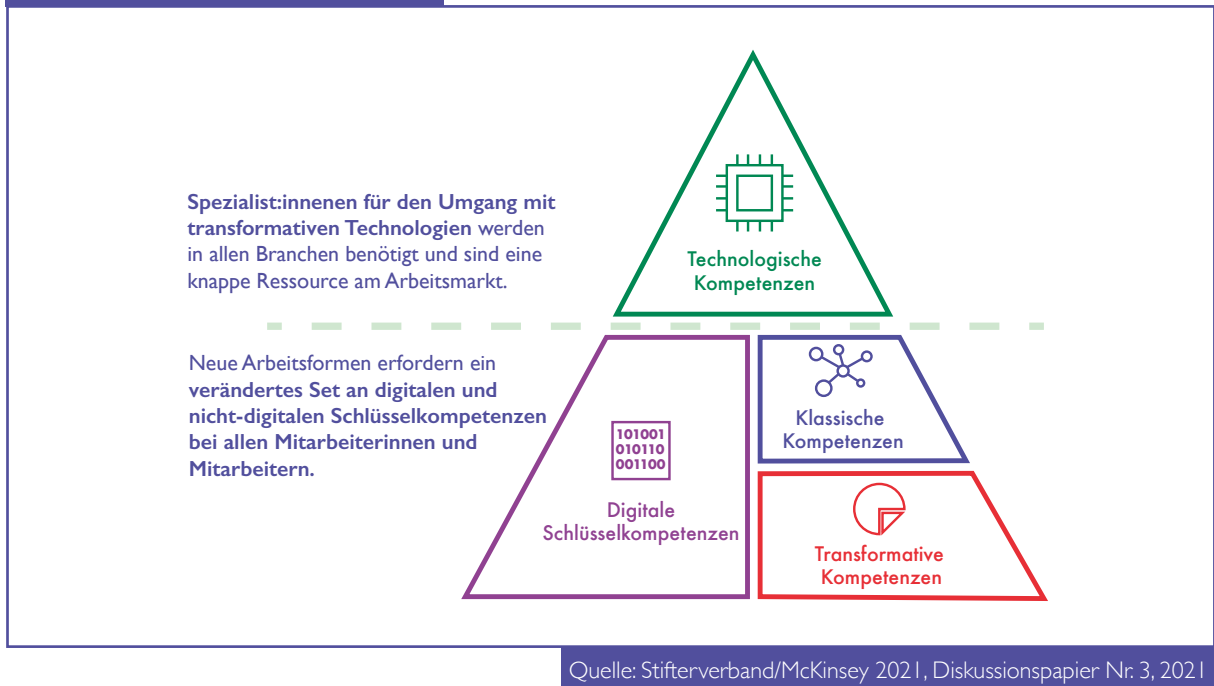 Spezialist:innenen für den Umgang mit
transformativen Technologien werden
in allen Branchen benötigt und sind eine
knappe Ressource am Arbeitsmarkt.
Technologische
Kompetenzen
Neue Arbeitsformen erfordern ein
verändertes Set an digitalen und
nicht-digitalen Schlüsselkompetenzen
bei allen Mitarbeiterinnen und
Mitarbeitern.
101001
010110
001100
Digitale
Schlüsselkompetenzen
Klassische
Kompetenzen
Transformative
Kompetenzen
Quelle: Stifterverband/McKinsey 2021, Diskussionspapier Nr. 3, 2021